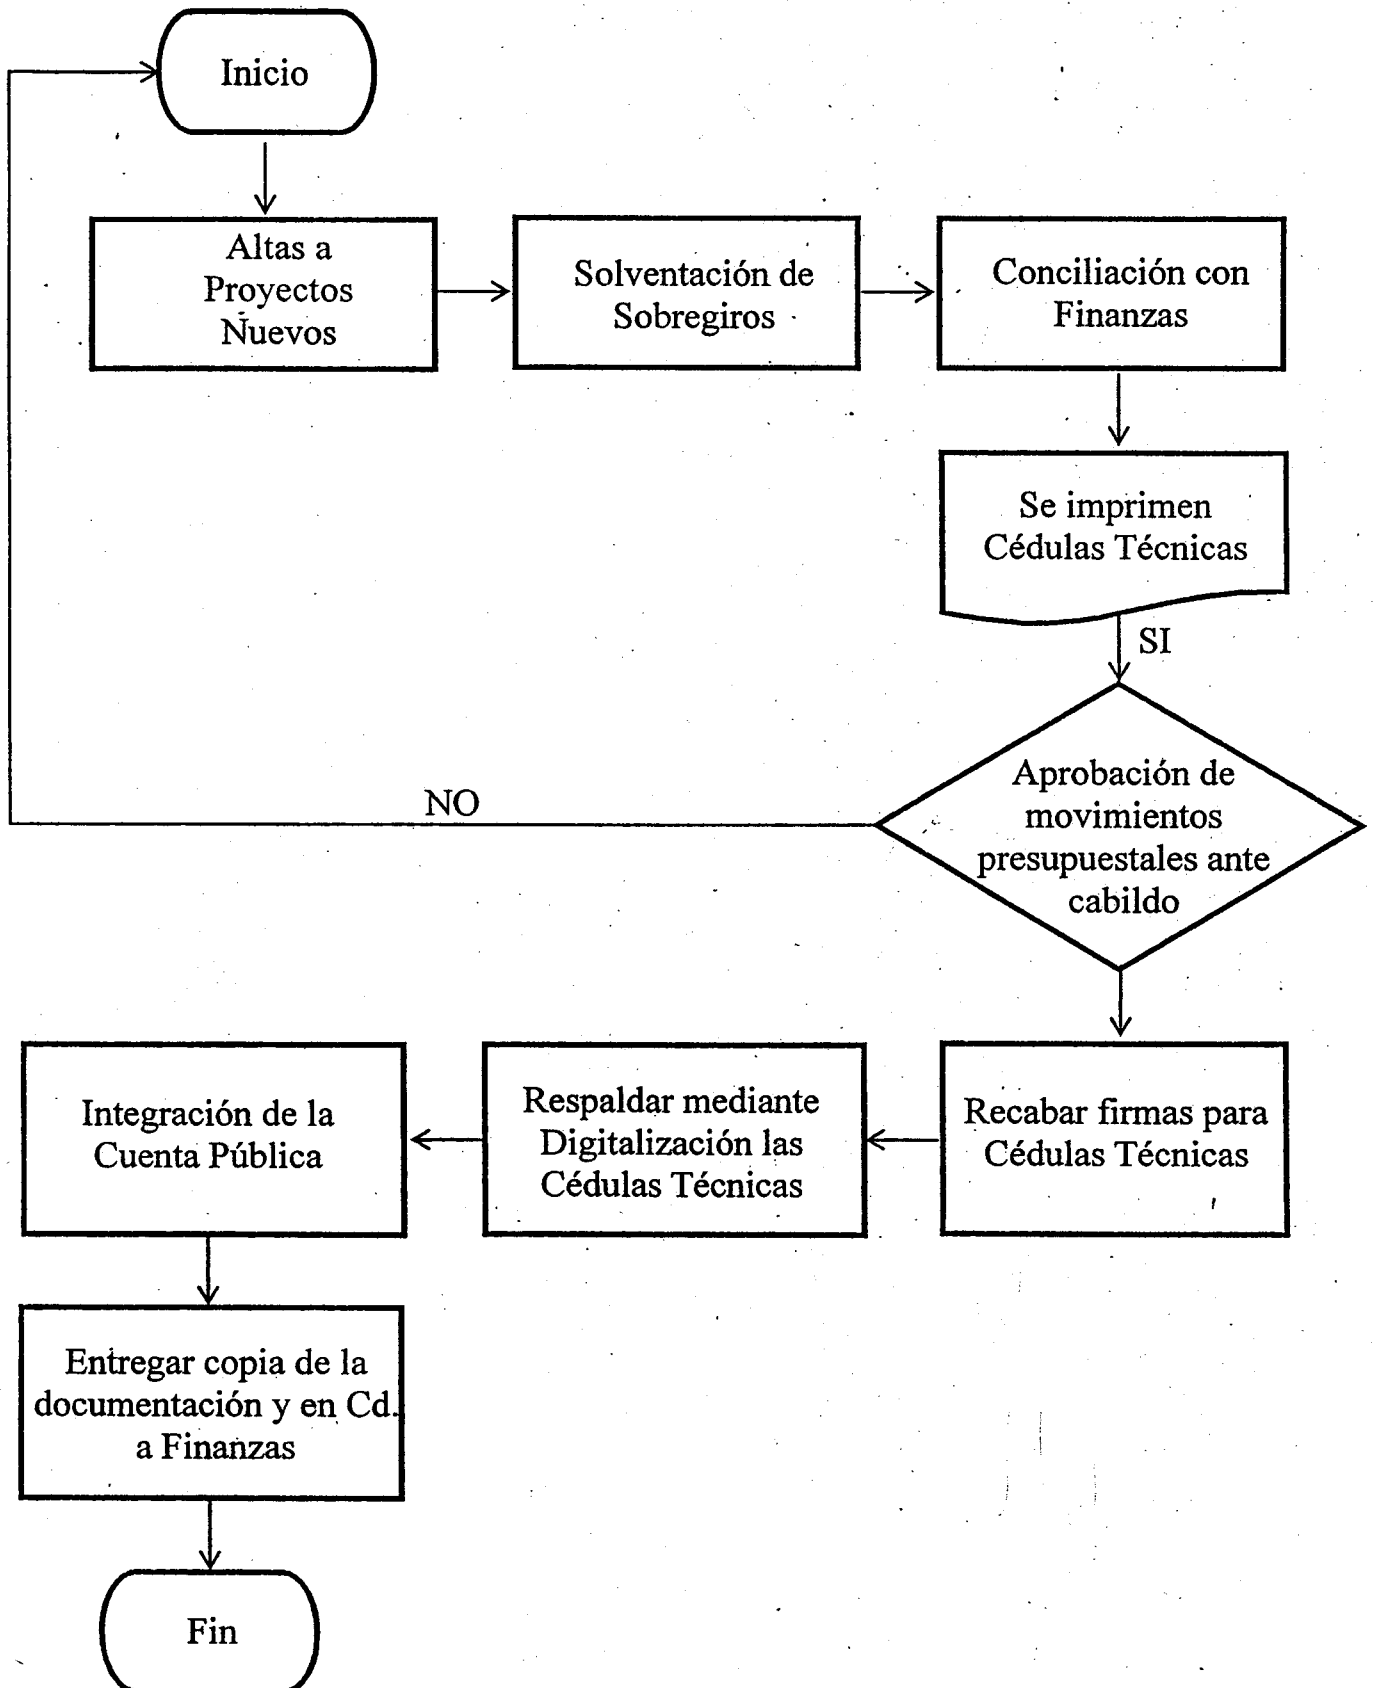 Inicio
Altas a
Proyectos
Nuevos
Solventación de
Sobregiros
Conciliación con
Finanzas
Se imprimen
Cédulas Técnicas
SI
Aprobación de
movimientos
presupuestales ante
cabildo
NO
Recabar firmas para
Cédulas Técnicas
Respaldar mediante
Digitalización las
Cédulas Técnicas
Integración de la
Cuenta Pública
Entregar copia de la
documentación y en Cd.
a Finanzas
Fin